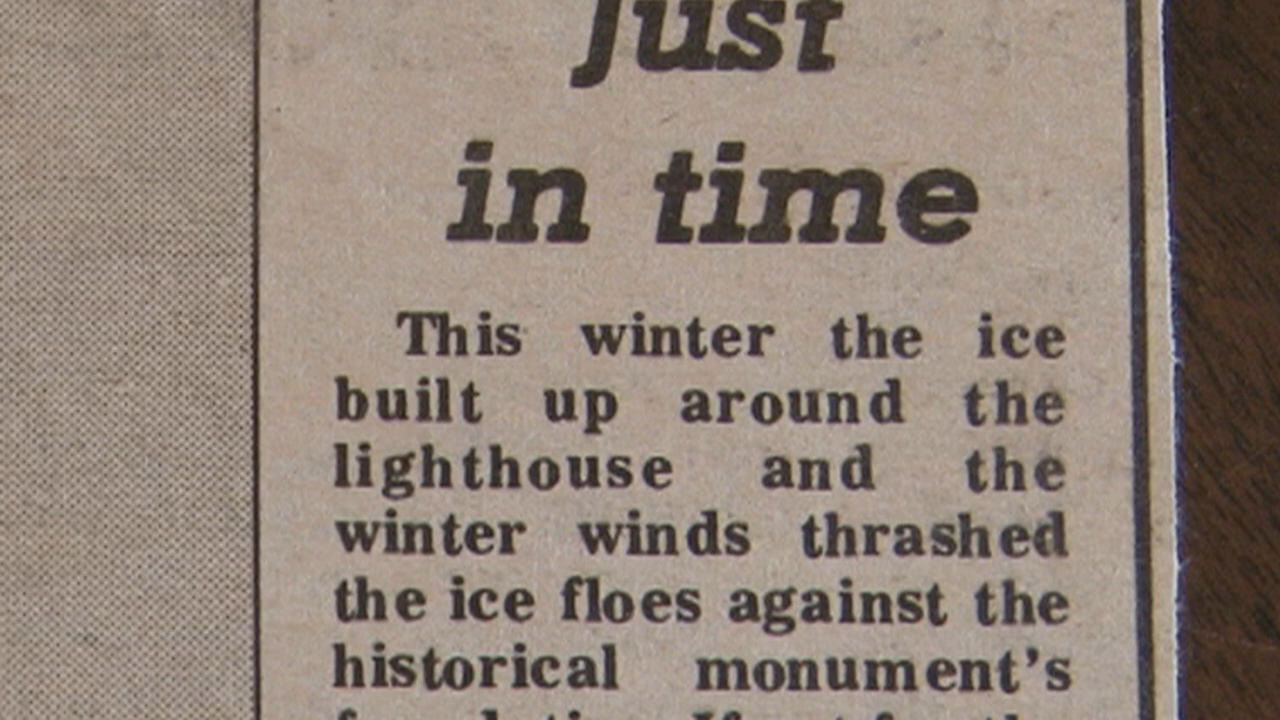 Just
in time
This winter the ice
built up around the
lighthouse and the
winter winds thrashed
the ice floes against the
historical monument's